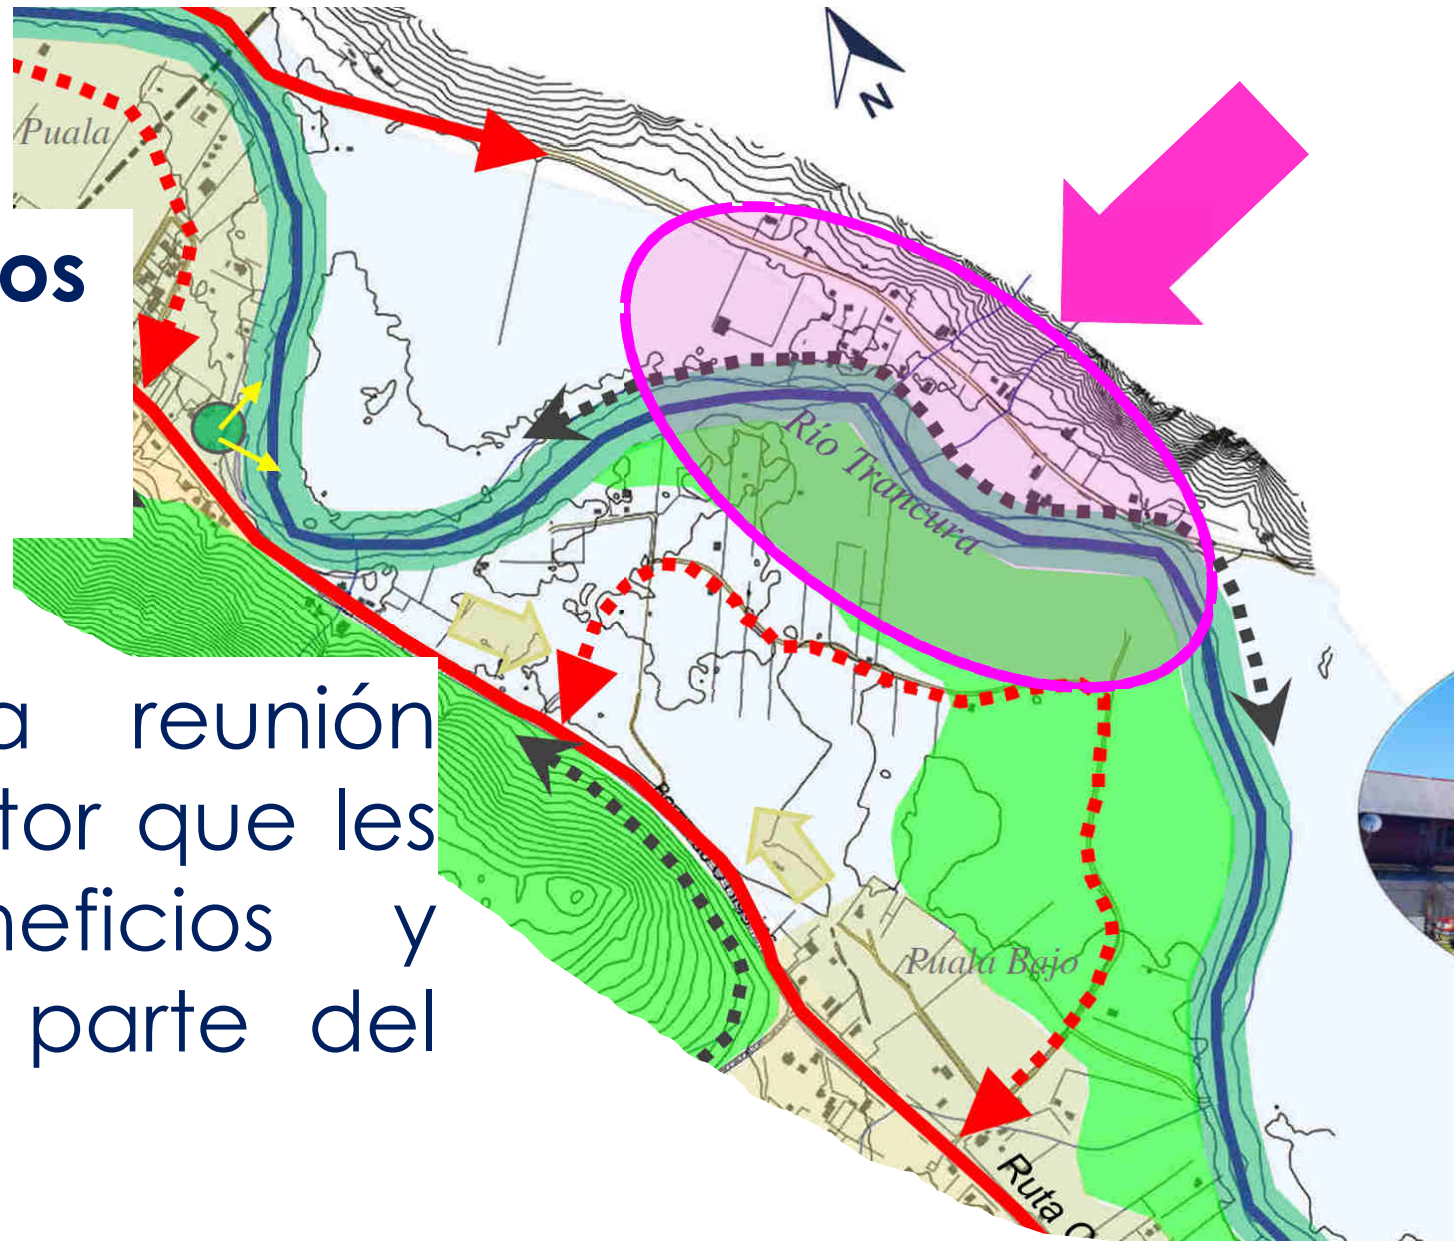 N
Puala
os
Río Trancura
a reunión
tor que les
neficios y
parte del
Puala Bajo
Ruta